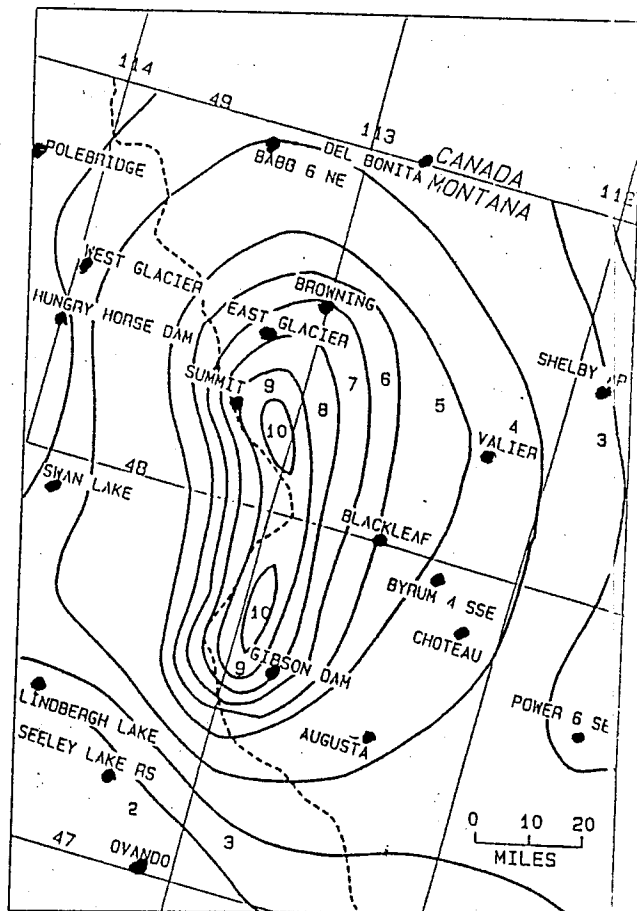 114
49
113
CANADA
DEL BONITA
MONTANA
112
POLEBRIDGE
BABB 6 NE
WEST GLACIER
BROWNING
HUNGRY HORSE DAM
EAST GLACIER
SUMMIT
9
7
6
SHELBY AP
8
5
4
10
VALIER
3
48
SWAN LAKE
BLACKLEAF
BYRUM 4 SSE
10
CHOTEAU
9
GIBSON DAM
LINDBERGH LAKE
POWER 6 SE
SEELEY LAKE RS
AUGUSTA
2
0 10 20
MILES
47
3
OVANDO